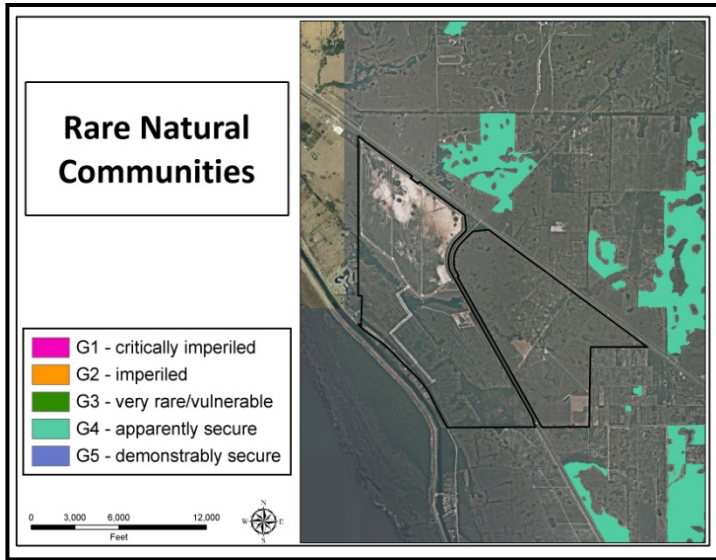 Rare Natural
Communities
G1 - critically imperiled
G2 - imperiled
G3 - very rare/vulnerable
G4 - apparently secure
G5 - demonstrably secure
0 3,000 6,000 12,000
Feet
N
W E
S